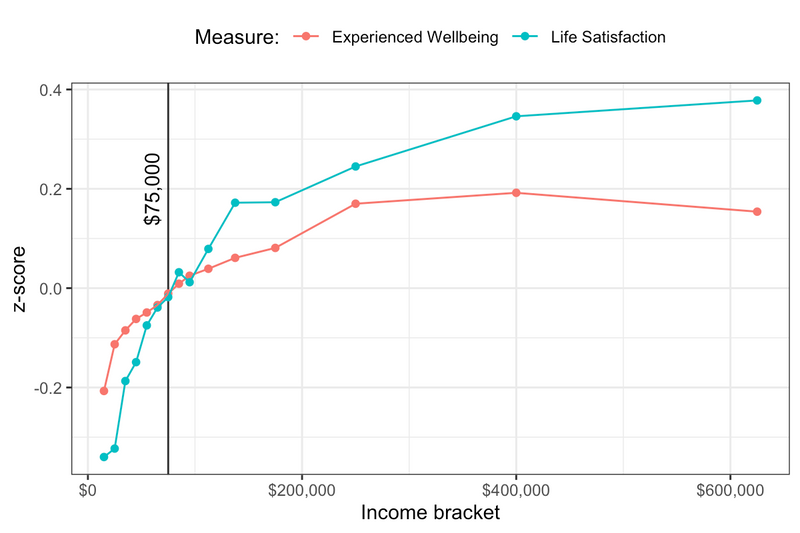 Measure: Experienced Wellbeing Life Satisfaction
0.4
0.2
0.0
-0.2
z-score
$75,000
$0 $200,000 $400,000 $600,000
Income bracket